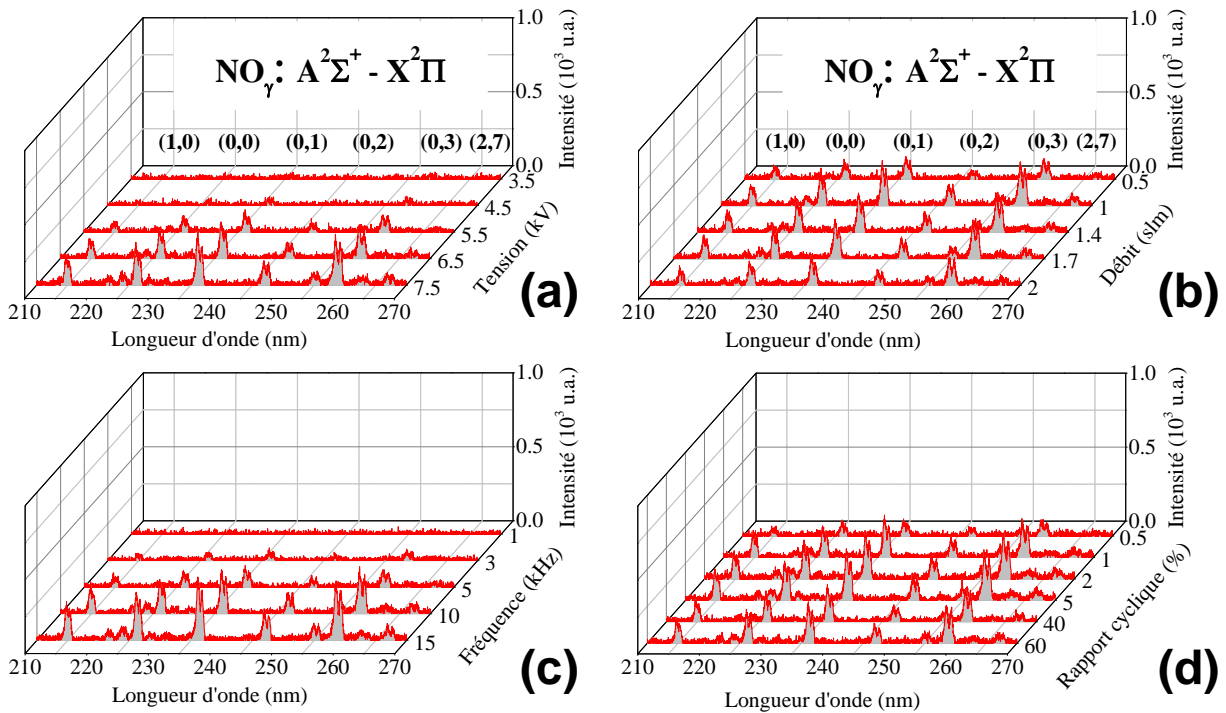 (a)
NOγ: A²Σ⁺ - X²Π
(1,0) (0,0) (0,1) (0,2) (0,3) (2,7)
1.0
0.5
0.0
Intensité (10³ u.a.)
3.5
4.5
5.5
6.5
7.5
Tension (kV)
210 220 230 240 250 260 270
Longueur d'onde (nm)
(b)
NOγ: A²Σ⁺ - X²Π
(1,0) (0,0) (0,1) (0,2) (0,3) (2,7)
1.0
0.5
0.0
Intensité (10³ u.a.)
0.5
1
1.4
1.7
2
Débit (slm)
210 220 230 240 250 260 270
Longueur d'onde (nm)
(c)
1.0
0.5
0.0
Intensité (10³ u.a.)
1
3
5
10
15
Fréquence (kHz)
210 220 230 240 250 260 270
Longueur d'onde (nm)
(d)
1.0
0.5
0.0
Intensité (10³ u.a.)
0.5
1
2
5
40
60
Rapport cyclique (%)
210 220 230 240 250 260 270
Longueur d'onde (nm)